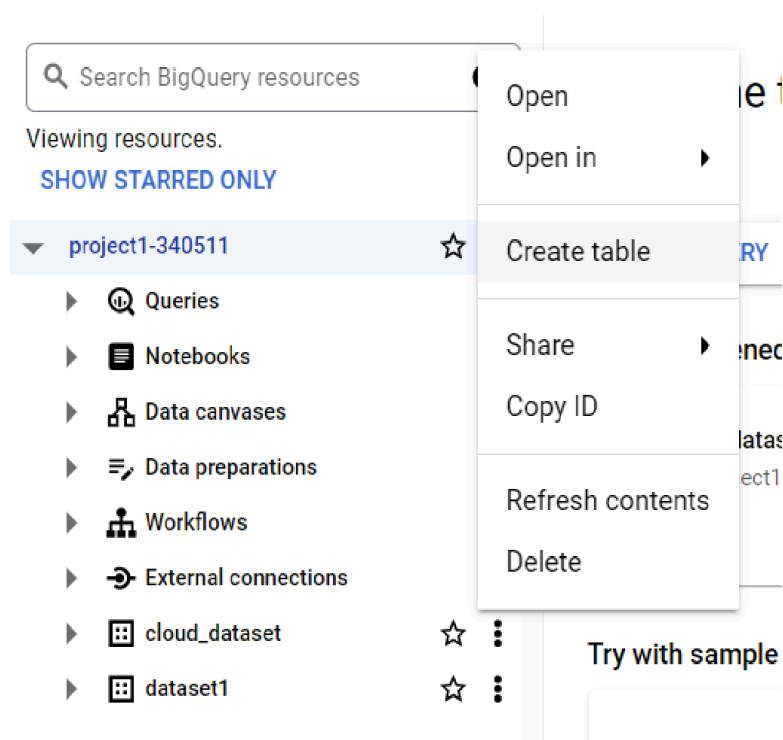 Search BigQuery resources
Viewing resources.
SHOW STARRED ONLY
project1-340511
Queries
Notebooks
Data canvases
Data preparations
Workflows
External connections
cloud_dataset
dataset1
Open
Open in
Create table
Share
Copy ID
Refresh contents
Delete
Try with sample